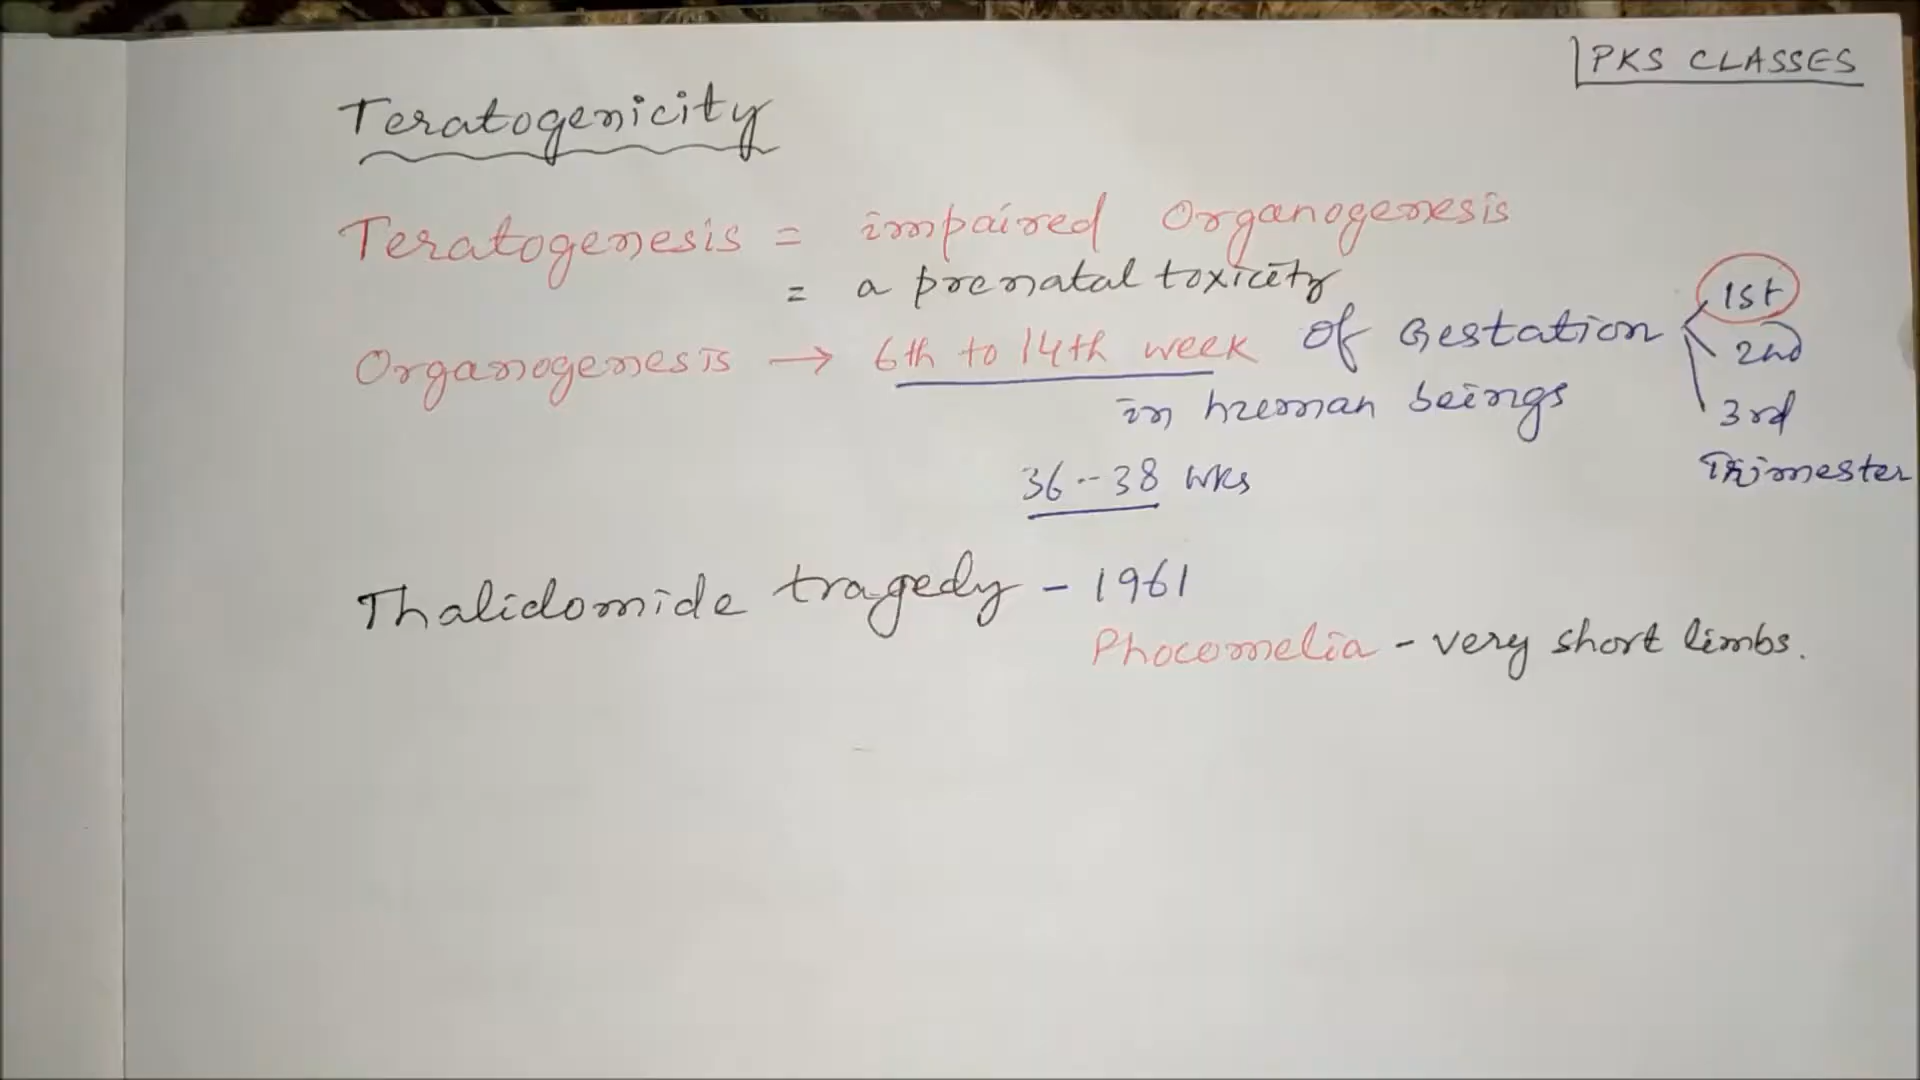 PKS CLASSES
Teratogenicity
Teratogenesis = impaired Organogenesis
= a prenatal toxicity
Organogenesis → 6th to 14th week of Gestation
in human beings
1st
2nd
3rd
Trimester
36--38 wks
Thalidomide tragedy - 1961
Phocomelia - very short limbs.